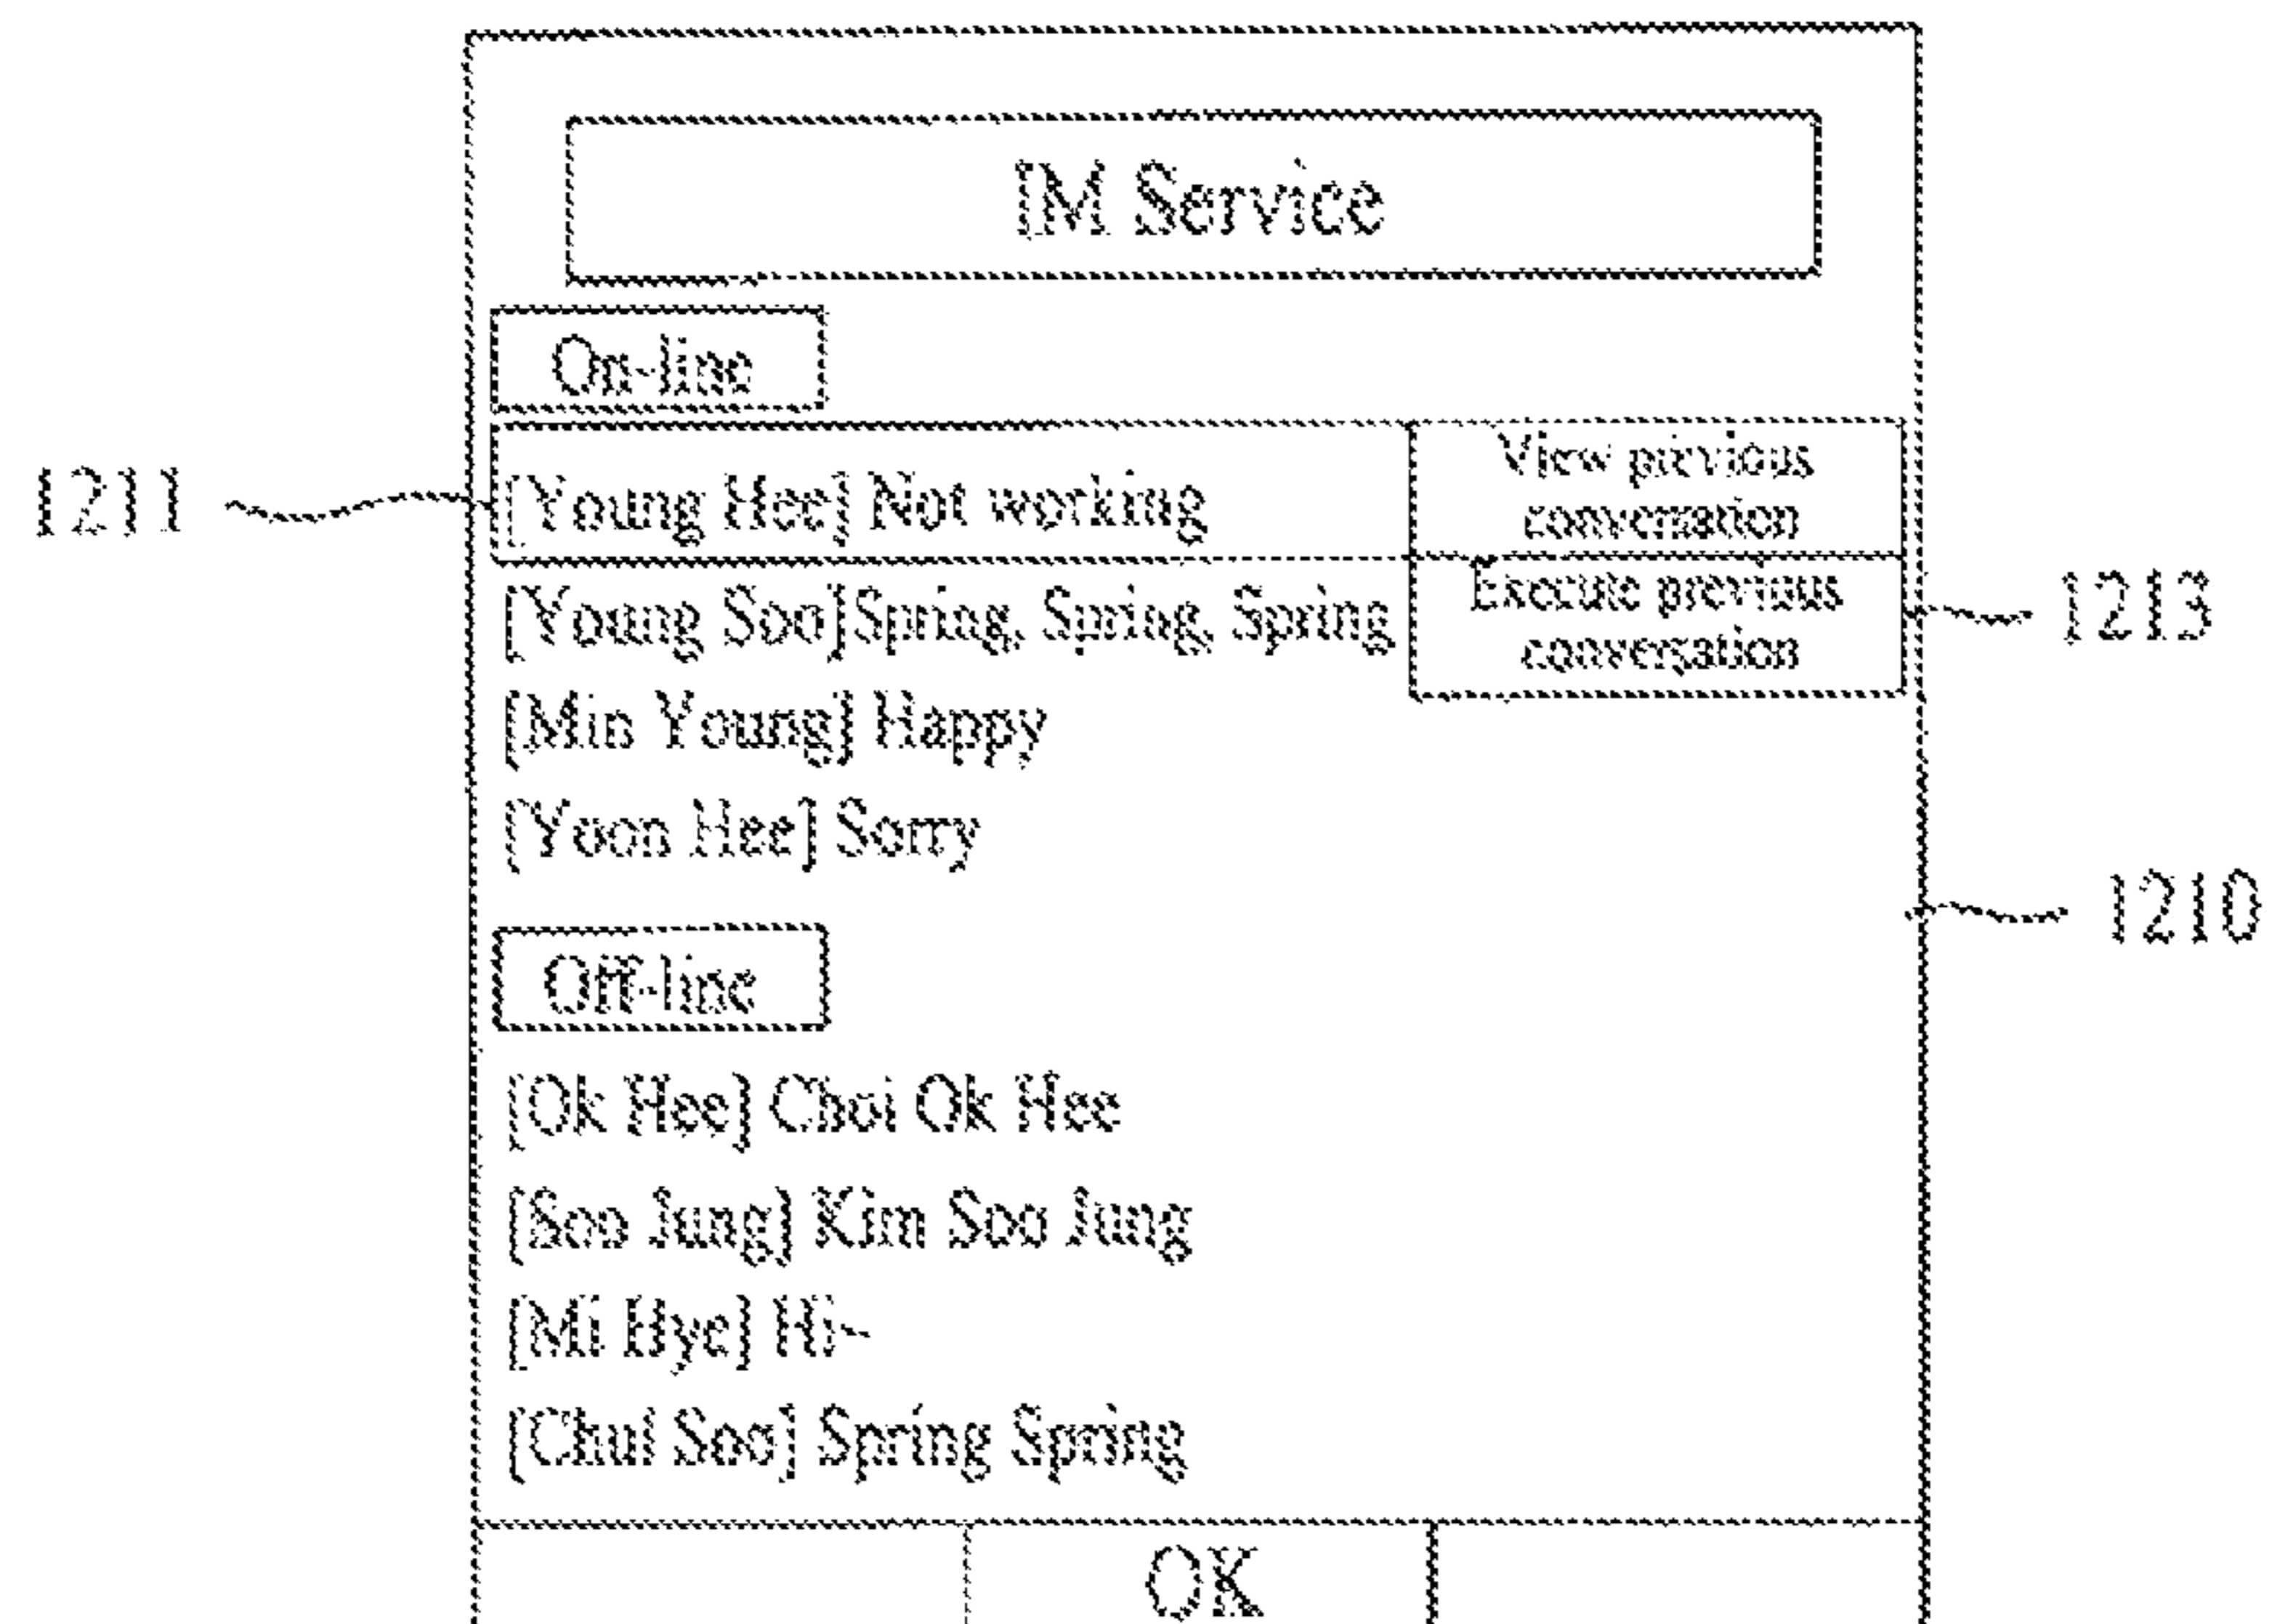 IM Service
On-line
1211
[Young Hee] Not working
View previous
conversation
[Young Soo]Spring, Spring, Spring
Execute previous
conversation
1213
[Min Young] Happy
[Yoon Hee] Sorry
1210
Off-line
[Ok Hee] Choi Ok Hee
[Soo Jung] Kim Soo Jung
[Mi Hye] Hi~
[Chul Soo] Spring Spring
OK